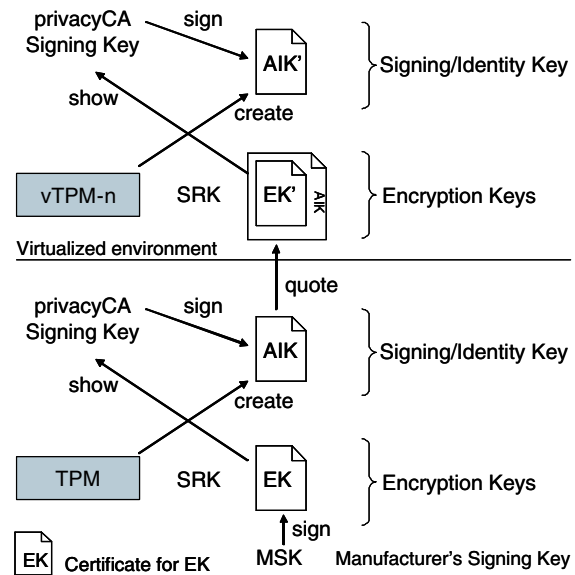 privacyCA
Signing Key
sign
AIK’
Signing/Identity Key
show
create
vTPM-n
SRK
EK’
AIK
Encryption Keys
Virtualized environment
quote
privacyCA
Signing Key
sign
AIK
Signing/Identity Key
show
create
TPM
SRK
EK
Encryption Keys
sign
EK
Certificate for EK
MSK
Manufacturer’s Signing Key